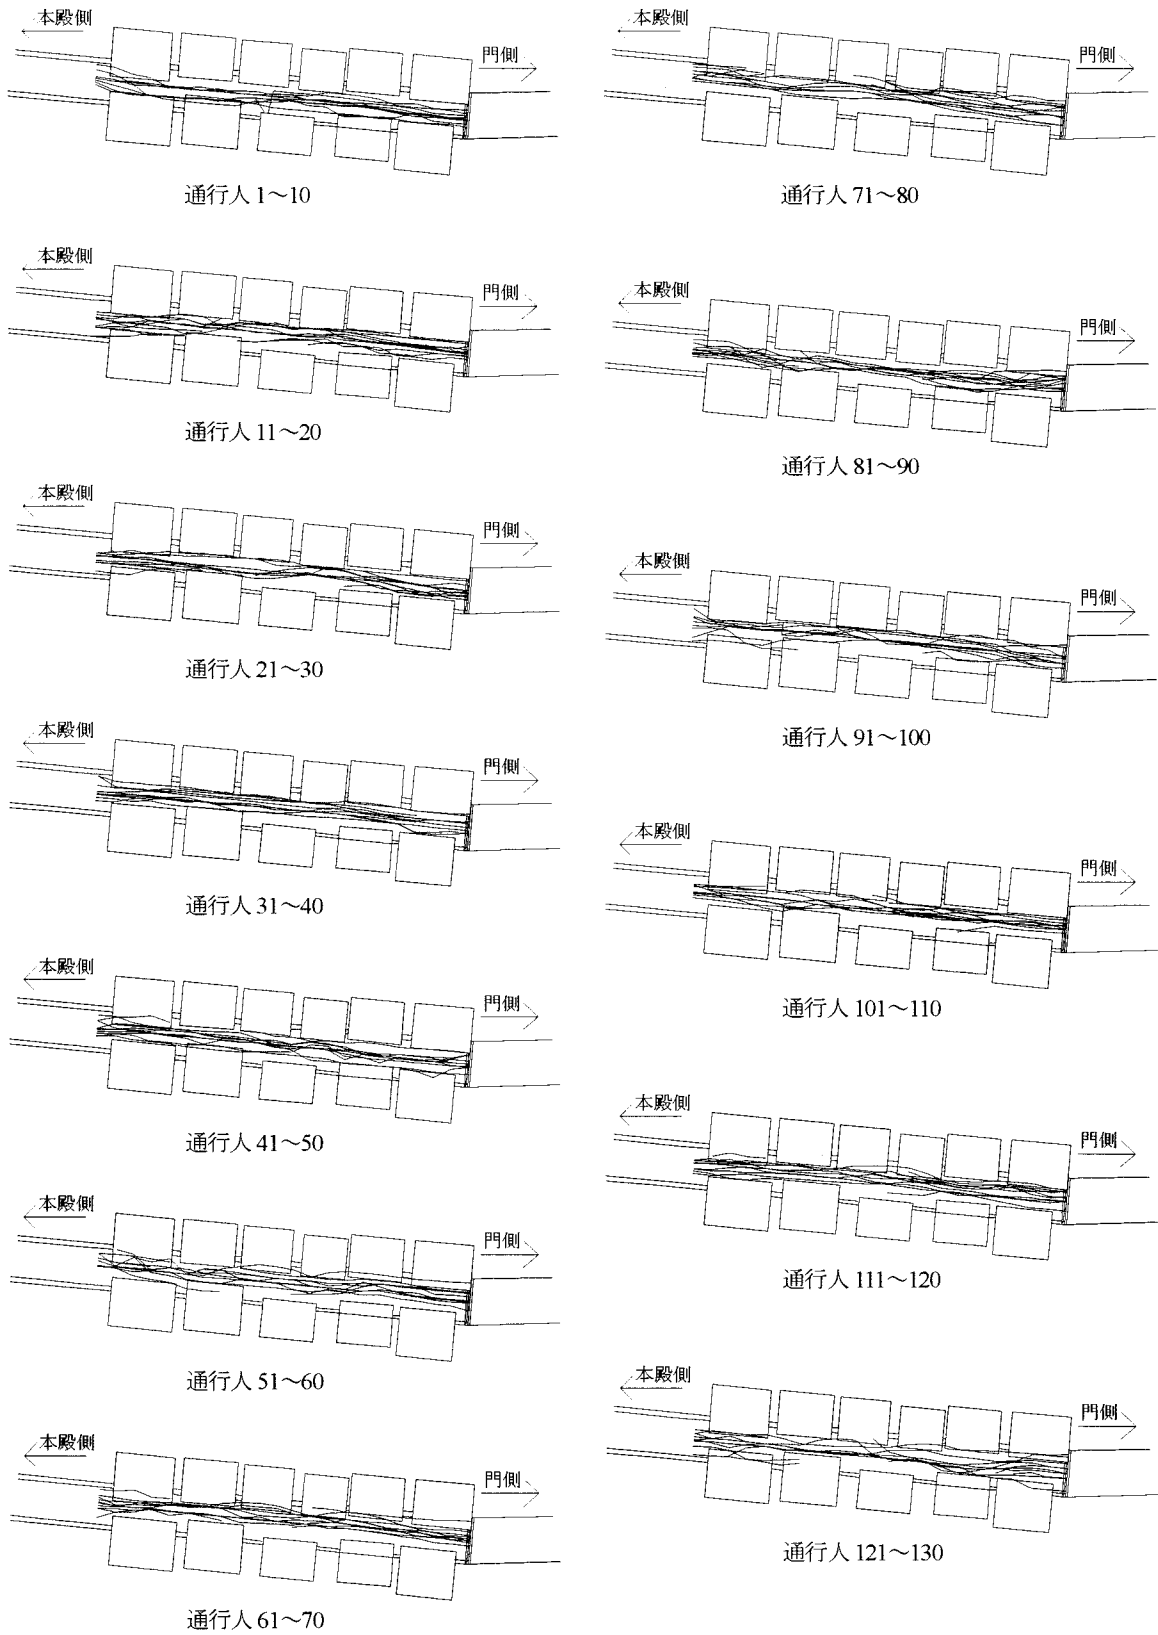 本殿側
門側
通行人 1～10
本殿側
門側
通行人 11～20
本殿側
門側
通行人 21～30
本殿側
門側
通行人 31～40
本殿側
門側
通行人 41～50
本殿側
門側
通行人 51～60
本殿側
門側
通行人 61～70
本殿側
門側
通行人 71～80
本殿側
門側
通行人 81～90
本殿側
門側
通行人 91～100
本殿側
門側
通行人 101～110
本殿側
門側
通行人 111～120
本殿側
門側
通行人 121～130